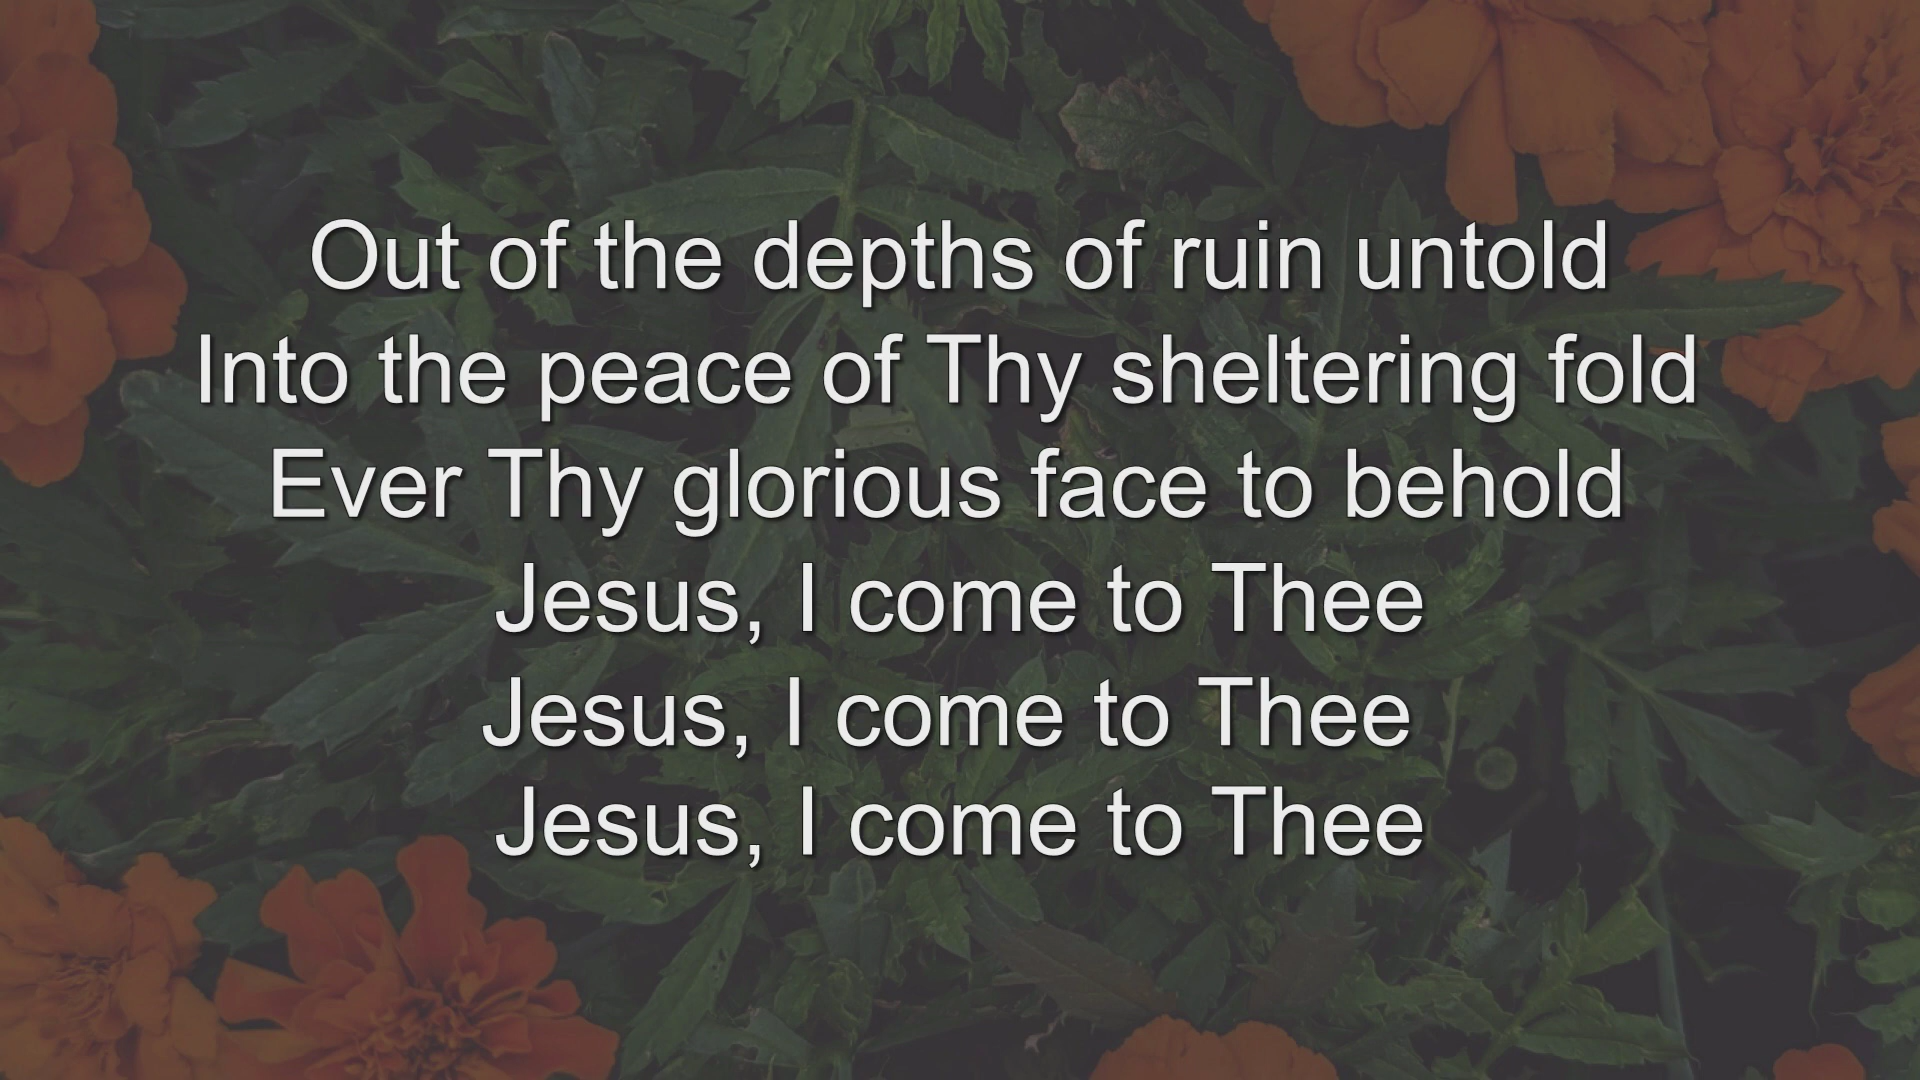 Out of the depths of ruin untold
Into the peace of Thy sheltering fold
Ever Thy glorious face to behold
Jesus, I come to Thee
Jesus, I come to Thee
Jesus, I come to Thee